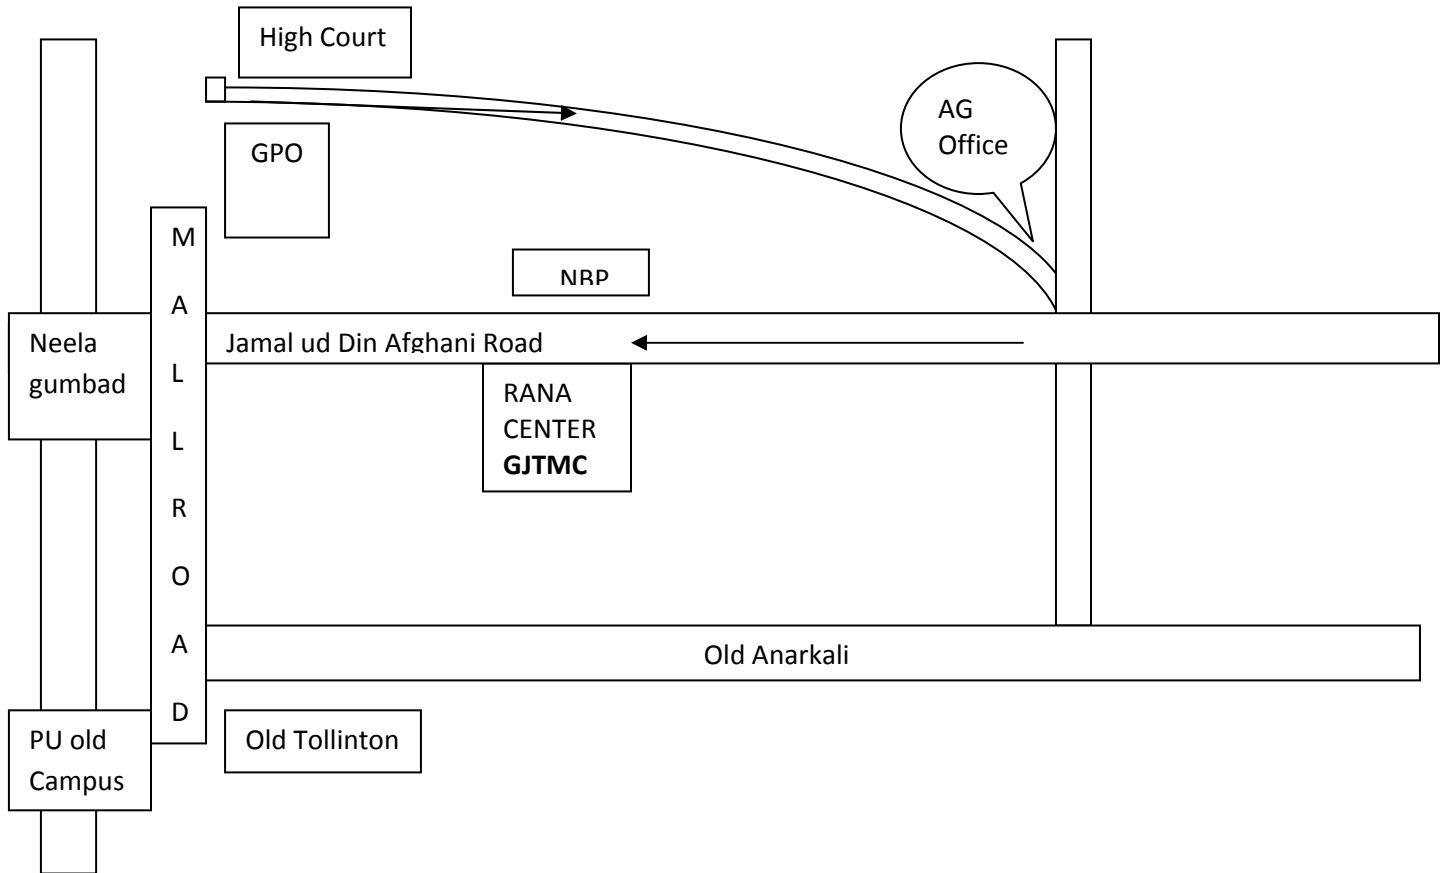 High Court
AG
Office
GPO
NBP
Neela
gumbad
Jamal ud Din Afghani Road
RANA
CENTER
GJTMC
M
A
L
L
R
O
A
D
Old Anarkali
PU old
Campus
Old Tollinton